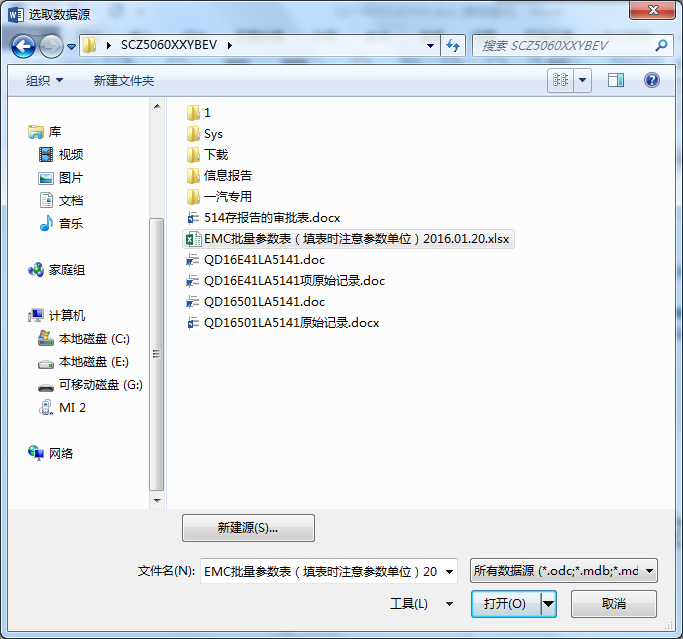 选取数据源
SCZ5060XXYBEV
搜索 SCZ5060XXYBEV
组织
新建文件夹
库
视频
图片
文档
音乐
家庭组
计算机
本地磁盘 (C:)
本地磁盘 (E:)
可移动磁盘 (G:)
MI 2
网络
1
Sys
下载
信息报告
一汽专用
514存报告的审批表.docx
EMC批量参数表（填表时注意参数单位）2016.01.20.xlsx
QD16E41LA5141.doc
QD16E41LA5141项原始记录.doc
QD16501LA5141.doc
QD16501LA5141原始记录.docx
新建源(S)...
文件名(N):
EMC批量参数表（填表时注意参数单位）20
所有数据源 (*.odc;*.mdb;*.md
工具(L)
打开(O)
取消